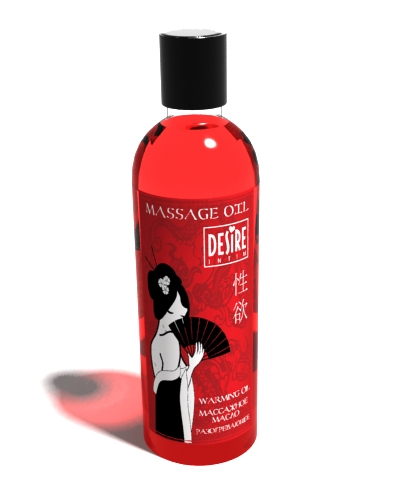 MASSAGE OIL
DESIRE
INTIM
性
欲
WARMING OIL
МАССАЖНОЕ
МАСЛО
РАЗОГРЕВАЮЩЕЕ